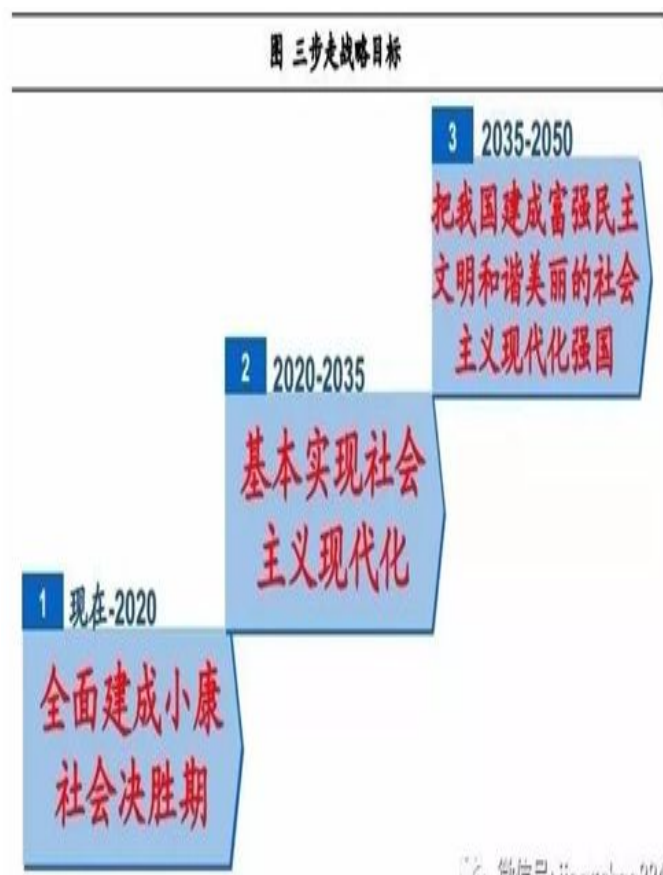 图 三步走战略目标
3 2035-2050
把我国建成富强民主
文明和谐美丽的社会
主义现代化强国
2 2020-2035
基本实现社会
主义现代化
1 现在-2020
全面建成小康
社会决胜期
微信号: